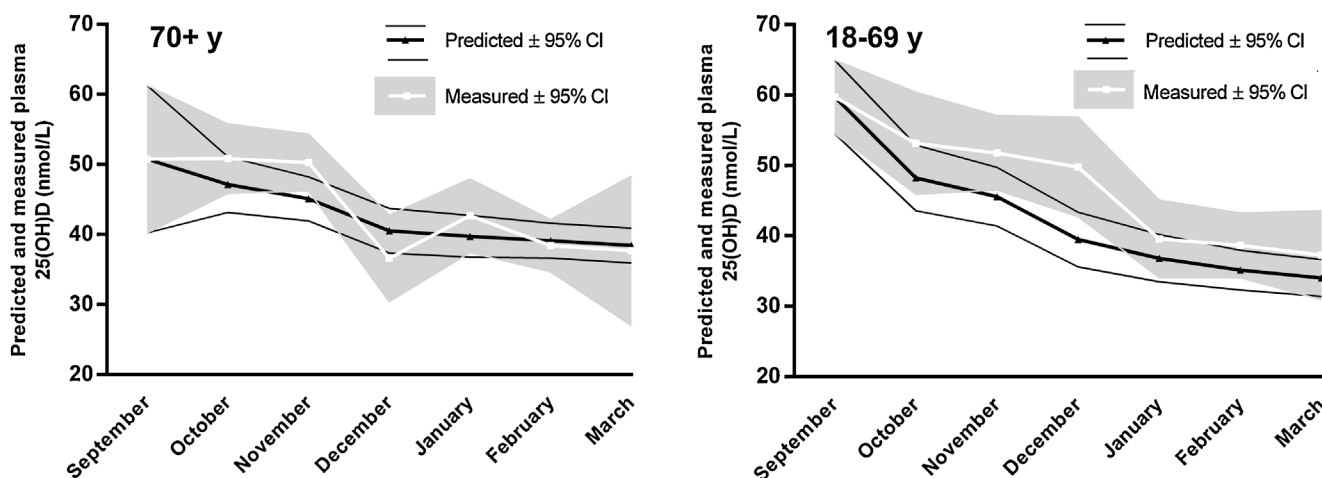 70+ y
Predicted ± 95% CI
Measured ± 95% CI
Predicted and measured plasma
25(OH)D (nmol/L)
70
60
50
40
30
20
September
October
November
December
January
February
March
18-69 y
Predicted ± 95% CI
Measured ± 95% CI
Predicted and measured plasma
25(OH)D (nmol/L)
70
60
50
40
30
20
September
October
November
December
January
February
March